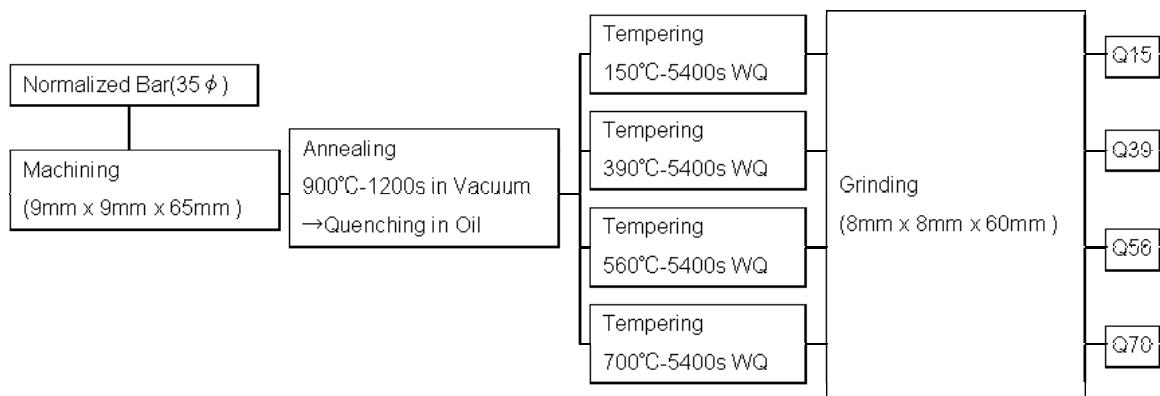 Normalized Bar(35φ)
Machining
(9mm x 9mm x 65mm )
Annealing
900℃-1200s in Vacuum
→Quenching in Oil
Tempering
150℃-5400s WQ
Tempering
390℃-5400s WQ
Tempering
560℃-5400s WQ
Tempering
700℃-5400s WQ
Grinding
(8mm x 8mm x 60mm )
Q15
Q39
Q56
Q70